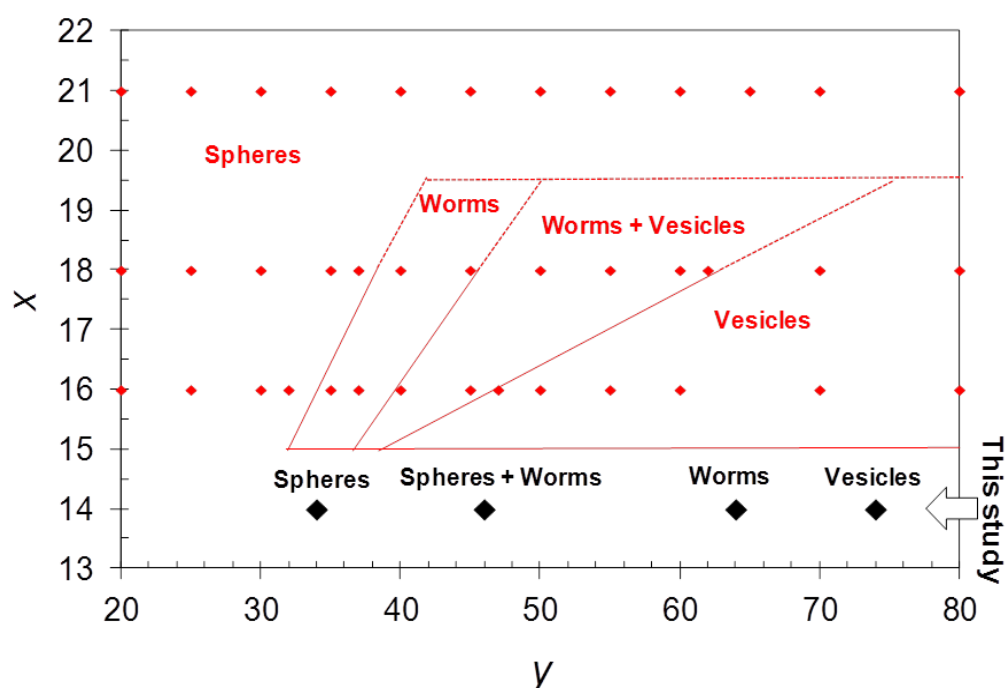 22
21
20
19
18
17
16
15
14
13
x
Spheres
Worms
Worms + Vesicles
Vesicles
Spheres
Spheres + Worms
Worms
Vesicles
This study
20 30 40 50 60 70 80
y